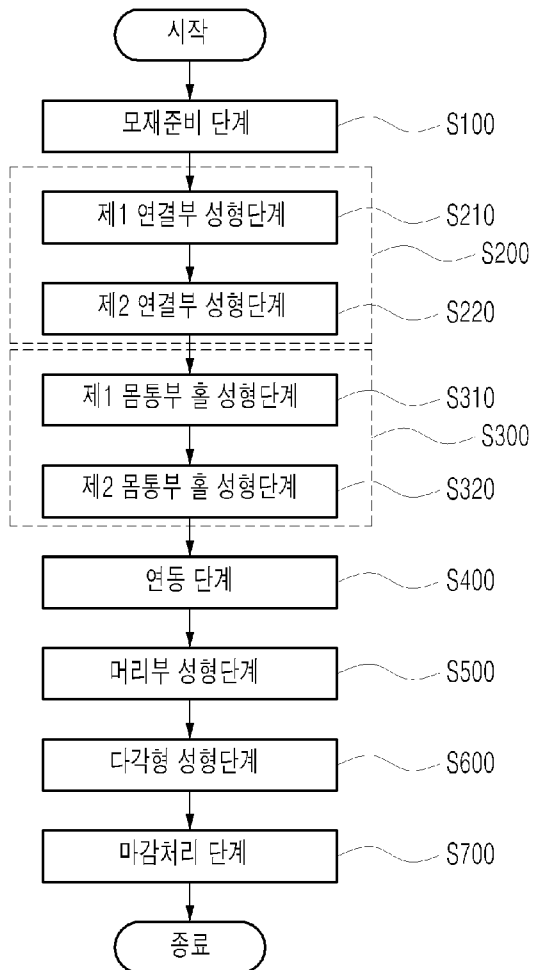 시작
모재준비 단계
S100
제1 연결부 성형단계
S210
S200
제2 연결부 성형단계
S220
제1 몸통부 홀 성형단계
S310
S300
제2 몸통부 홀 성형단계
S320
연동 단계
S400
머리부 성형단계
S500
다각형 성형단계
S600
마감처리 단계
S700
종료